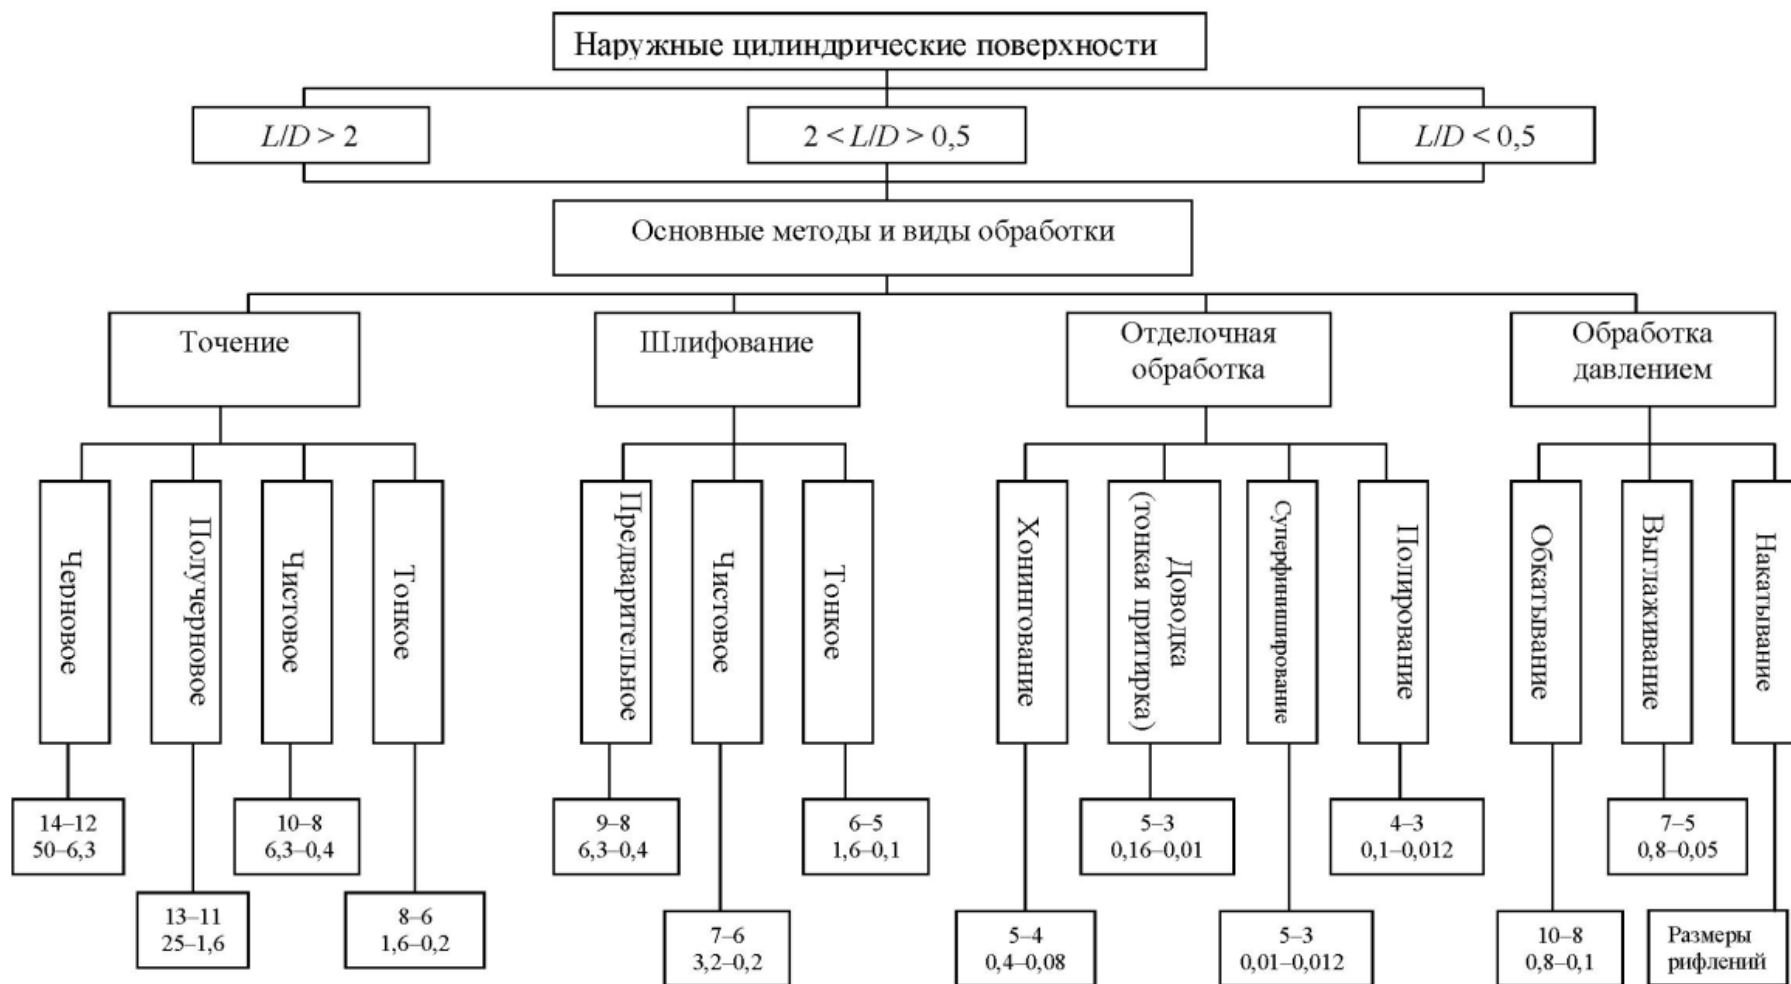 Наружные цилиндрические поверхности
L/D > 2
2 < L/D > 0,5
L/D < 0,5
Основные методы и виды обработки
Точение
Шлифование
Отделочная
обработка
Обработка
давлением
Черновое
Получерновое
Чистовое
Тонкое
Предварительное
Чистовое
Тонкое
Хонингование
Доводка
(тонкая притирка)
Суперфиниширование
Полирование
Обкатывание
Выглаживание
Накатывание
14–12
50–6,3
10–8
6,3–0,4
9–8
6,3–0,4
6–5
1,6–0,1
5–3
0,16–0,01
4–3
0,1–0,012
7–5
0,8–0,05
13–11
25–1,6
8–6
1,6–0,2
7–6
3,2–0,2
5–4
0,4–0,08
5–3
0,01–0,012
10–8
0,8–0,1
Размеры
рифлений